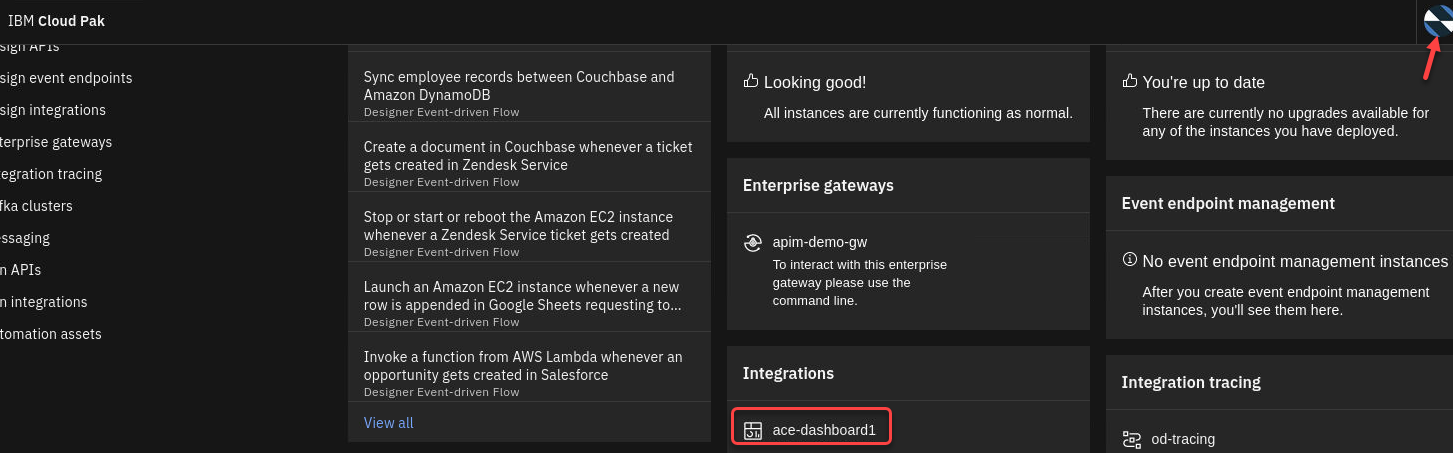 IBM Cloud Pak
sign APIs
sign event endpoints
sign integrations
terprise gateways
egration tracing
fka clusters
essaging
n APIs
n integrations
tomation assets
Sync employee records between Couchbase and
Amazon DynamoDB
Designer Event-driven Flow
Create a document in Couchbase whenever a ticket
gets created in Zendesk Service
Designer Event-driven Flow
Stop or start or reboot the Amazon EC2 instance
whenever a Zendesk Service ticket gets created
Designer Event-driven Flow
Launch an Amazon EC2 instance whenever a new
row is appended in Google Sheets requesting to...
Designer Event-driven Flow
Invoke a function from AWS Lambda whenever an
opportunity gets created in Salesforce
Designer Event-driven Flow
View all
Looking good!
All instances are currently functioning as normal.
Enterprise gateways
apim-demo-gw
To interact with this enterprise
gateway please use the
command line.
Integrations
ace-dashboard1
You're up to date
There are currently no upgrades available for
any of the instances you have deployed.
Event endpoint management
No event endpoint management instances
After you create event endpoint management
instances, you'll see them here.
Integration tracing
od-tracing